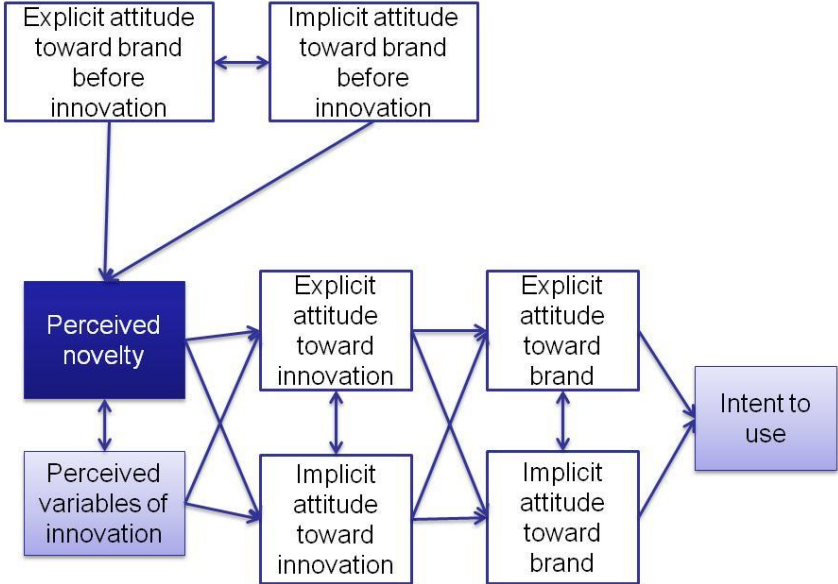 Explicit attitude
toward brand
before
innovation
Implicit attitude
toward brand
before
innovation
Perceived
novelty
Explicit
attitude
toward
innovation
Explicit
attitude
toward
brand
Intent to
use
Perceived
variables of
innovation
Implicit
attitude
toward
innovation
Implicit
attitude
toward
brand